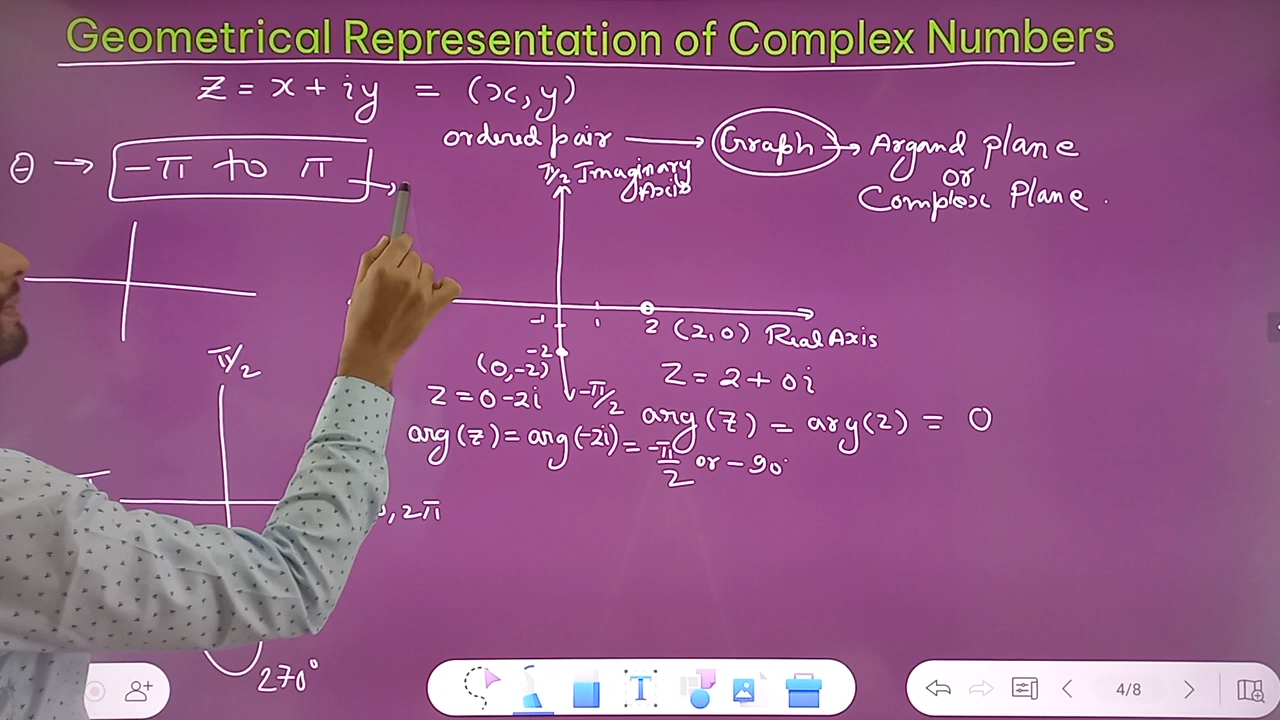 Geometrical Representation of Complex Numbers
Z = x + iy = (x, y)
ordered pair → Graph → Argand plane
or
Complex Plane.
θ → -π to π →
π/2 Imaginary
Axis
-1 1 2 (2,0) Real Axis
-2
(0,-2)
Z = 0-2i
-π/2
Z = 2 + 0i
arg(z) = arg(2) = 0
arg(z) = arg(-2i) = -π/2 or -90°
π/2
π
, 2π
270°
T
4/8